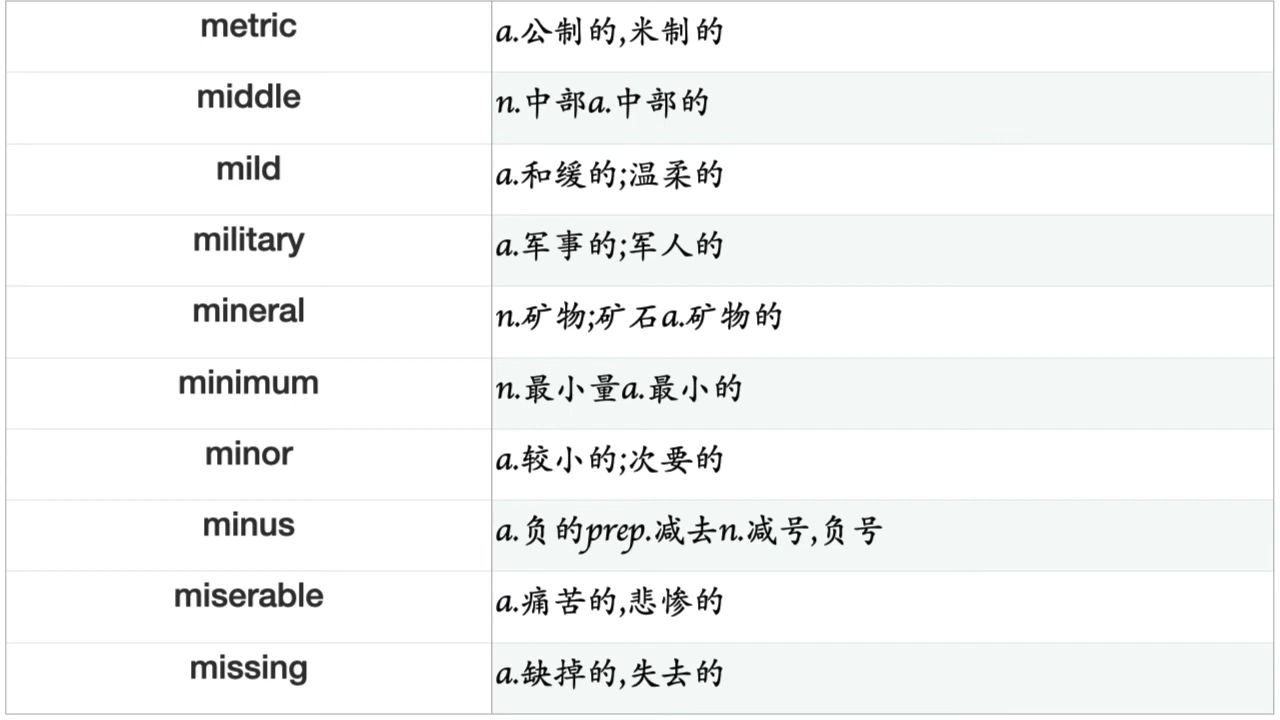 metric a.公制的,米制的
middle n.中部a.中部的
mild a.和缓的;温柔的
military a.军事的;军人的
mineral n.矿物;矿石a.矿物的
minimum n.最小量a.最小的
minor a.较小的;次要的
minus a.负的prep.减去n.减号,负号
miserable a.痛苦的,悲惨的
missing a.缺掉的,失去的